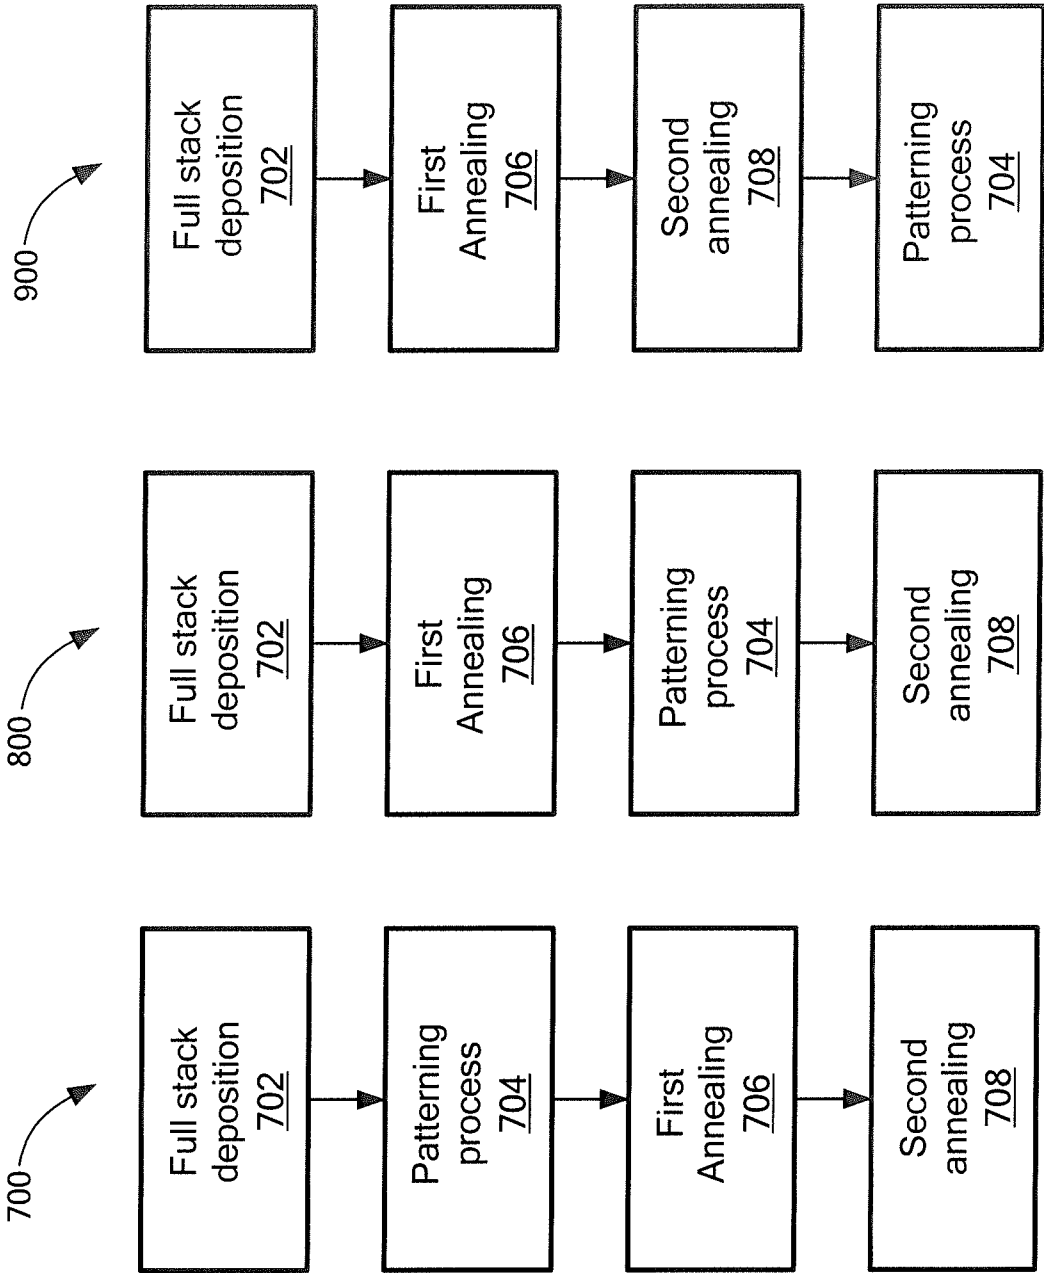 700
Full stack
deposition
702
Patterning
process
704
First
Annealing
706
Second
annealing
708
800
Full stack
deposition
702
First
Annealing
706
Patterning
process
704
Second
annealing
708
900
Full stack
deposition
702
First
Annealing
706
Second
annealing
708
Patterning
process
704